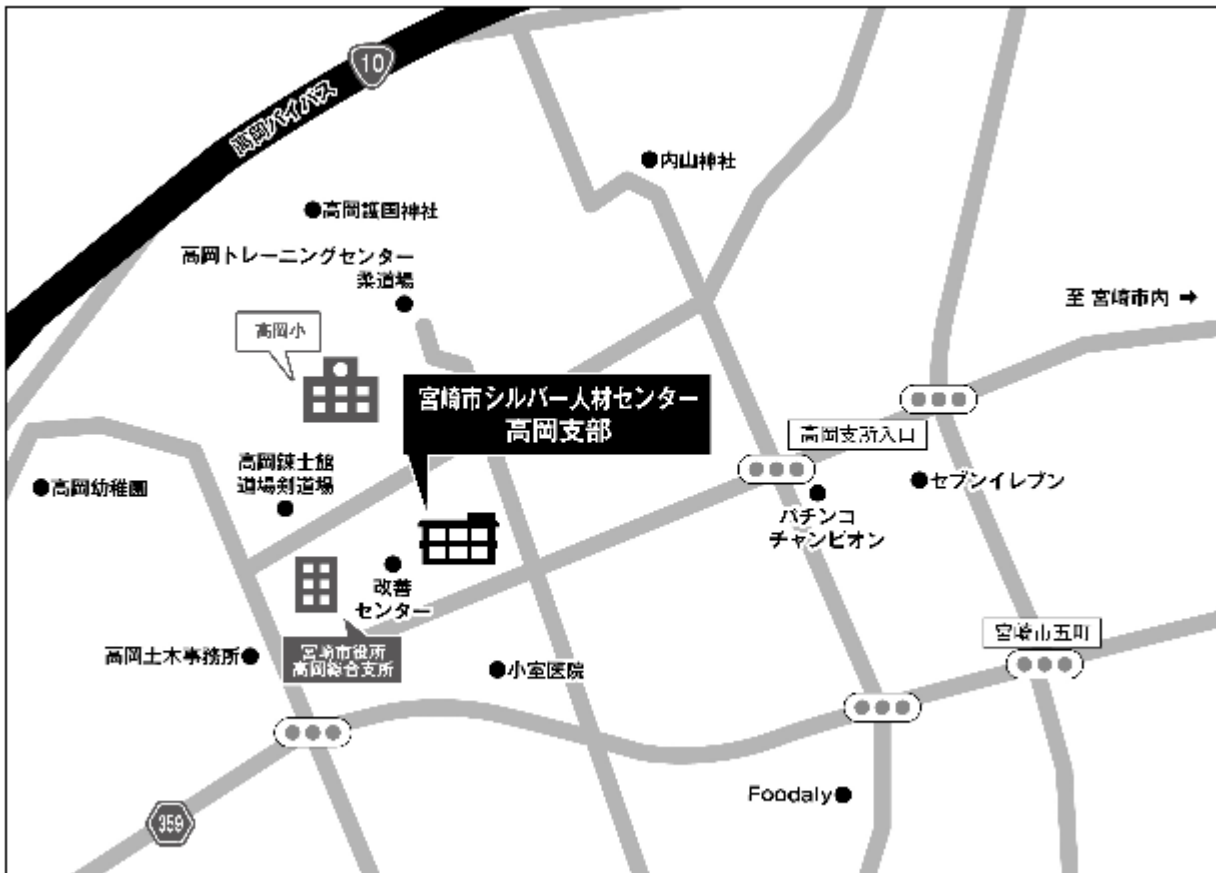 10
高岡バイパス
内山神社
高岡護国神社
高岡トレーニングセンター
柔道場
至 宮崎市内 ➡
高岡小
宮崎市シルバー人材センター
高岡支部
高岡支所入口
高岡錬士館
道場剣道場
高岡幼稚園
セブンイレブン
パチンコ
チャンピオン
改善
センター
宮崎市五町
高岡土木事務所
宮崎市役所
高岡総合支所
小室医院
Foodaly
359